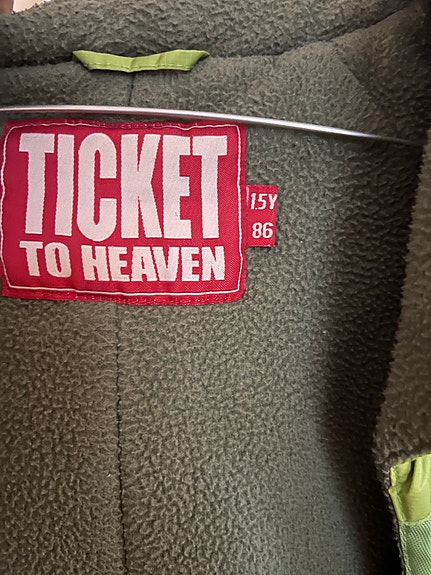 TICKET
TO HEAVEN
1.5Y
86